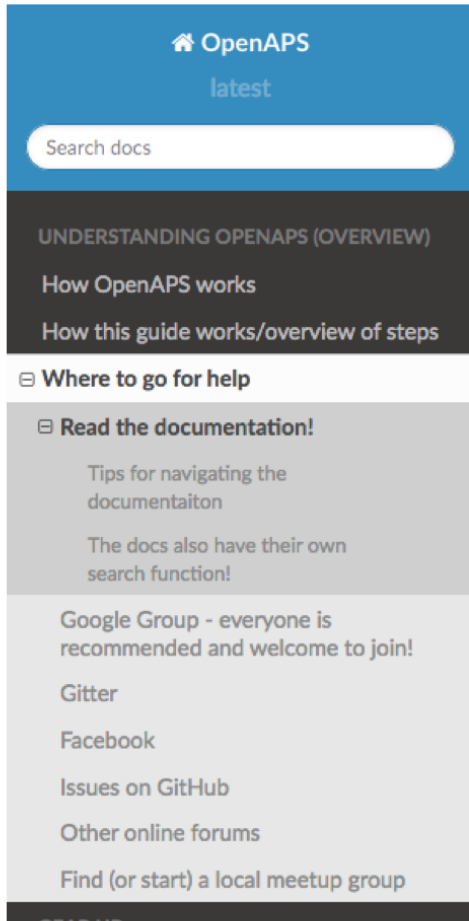 OpenAPS
latest
Search docs
UNDERSTANDING OPENAPS (OVERVIEW)
How OpenAPS works
How this guide works/overview of steps
Where to go for help
Read the documentation!
Tips for navigating the
documentaiton
The docs also have their own
search function!
Google Group - everyone is
recommended and welcome to join!
Gitter
Facebook
Issues on GitHub
Other online forums
Find (or start) a local meetup group